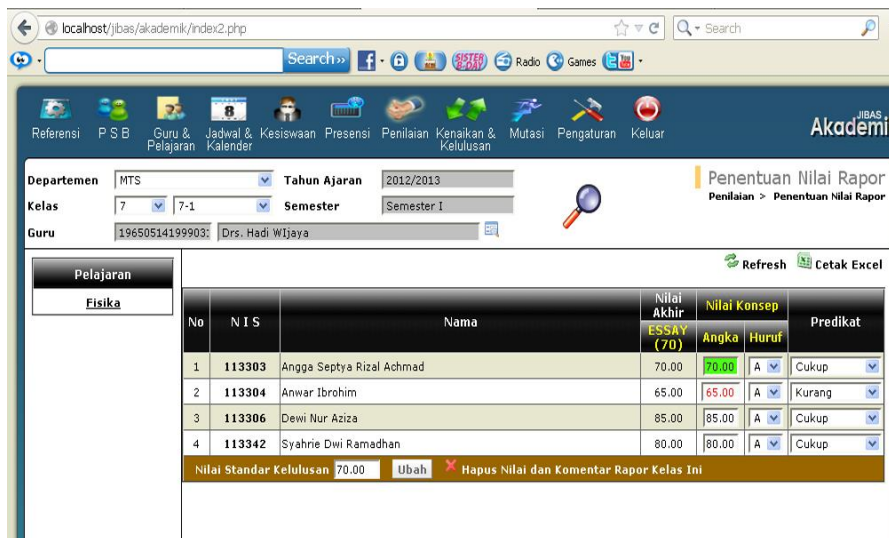 localhost/jibas/akademik/index2.php
Search
Search »
SISTER 8-DAY
Radio
Games
Referensi
P S B
Guru & Pelajaran
Jadwal & Kalender
Kesiswaan
Presensi
Penilaian
Kenaikan & Kelulusan
Mutasi
Pengaturan
Keluar
JIBAS
Akademi
Departemen MTS Tahun Ajaran 2012/2013
Kelas 7 7-1 Semester Semester I
Guru Drs. Hadi WIjaya
Penentuan Nilai Rapor
Penilaian > Penentuan Nilai Rapor
Refresh Cetak Excel
Pelajaran
Fisika
No N I S Nama Nilai Akhir Nilai Konsep Predikat
ESSAY (70) Angka Huruf
1 113303 Angga Septya Rizal Achmad 70.00 70.00 A Cukup
2 113304 Anwar Ibrohim 65.00 65.00 A Kurang
3 113306 Dewi Nur Aziza 85.00 85.00 A Cukup
4 113342 Syahrie Dwi Ramadhan 80.00 80.00 A Cukup
Nilai Standar Kelulusan 70.00 Ubah Hapus Nilai dan Komentar Rapor Kelas Ini